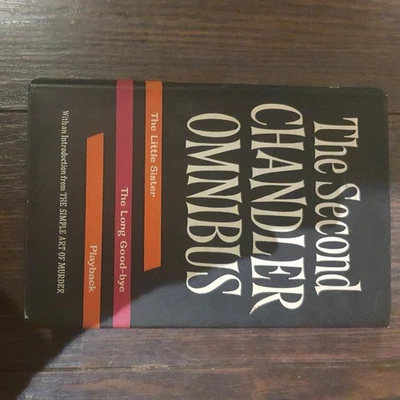 The Second
CHANDLER
OMNIBUS
The Little Sister
The Long Good-bye
Playback
With an Introduction from THE SIMPLE ART OF MURDER